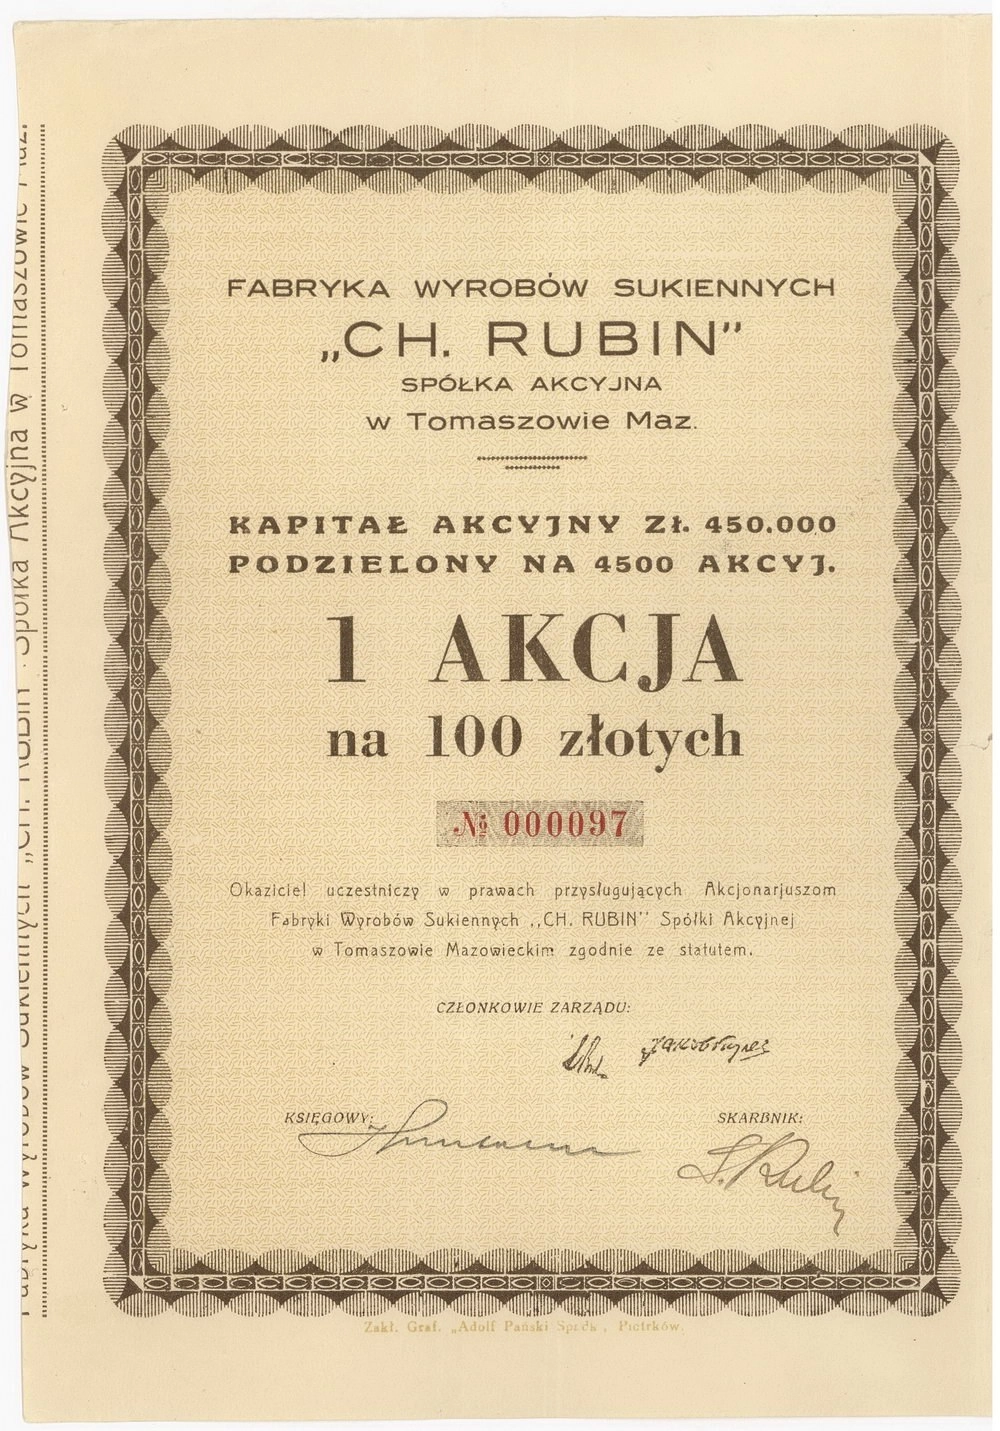 FABRYKA WYROBÓW SUKIENNYCH
„CH. RUBIN”
SPÓŁKA AKCYJNA
w Tomaszowie Maz.
KAPITAŁ AKCYJNY ZŁ. 450.000
PODZIELONY NA 4500 AKCYJ.
1 AKCJA
na 100 złotych
№ 000097
Okaziciel uczestniczy w prawach przysługujących Akcjonarjuszom
Fabryki Wyrobów Sukiennych „CH. RUBIN” Spółki Akcyjnej
w Tomaszowie Mazowieckim zgodnie ze statutem.
CZŁONKOWIE ZARZĄDU:
KSIĘGOWY:
SKARBNIK:
S. Rubin
Zakł. Graf. „Adolf Pański Spadk., Piotrków.
Fabryka Wyrobów Sukiennych „CH. RUBIN” Spółka Akcyjna w Tomaszowie Maz.